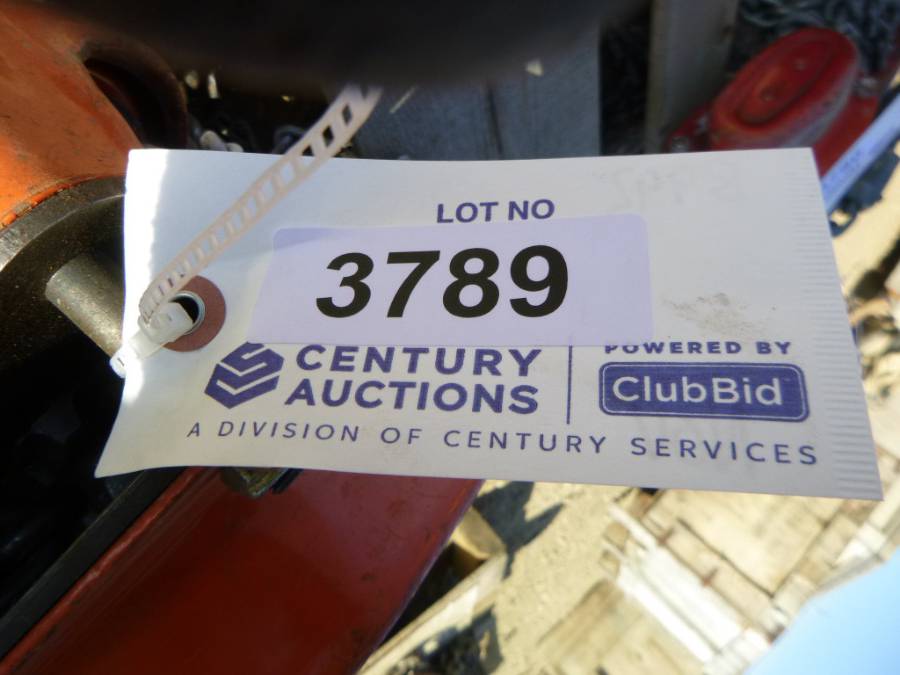 LOT NO
3789
CENTURY
AUCTIONS
POWERED BY
ClubBid
A DIVISION OF CENTURY SERVICES